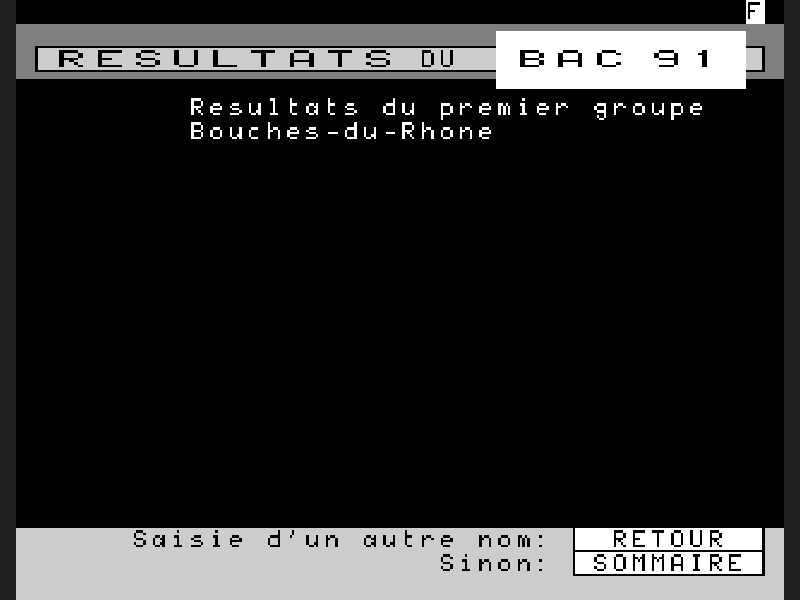 F
RESULTATS DU BAC 91
Resultats du premier groupe
Bouches-du-Rhone
Saisie d'un autre nom: RETOUR
Sinon: SOMMAIRE